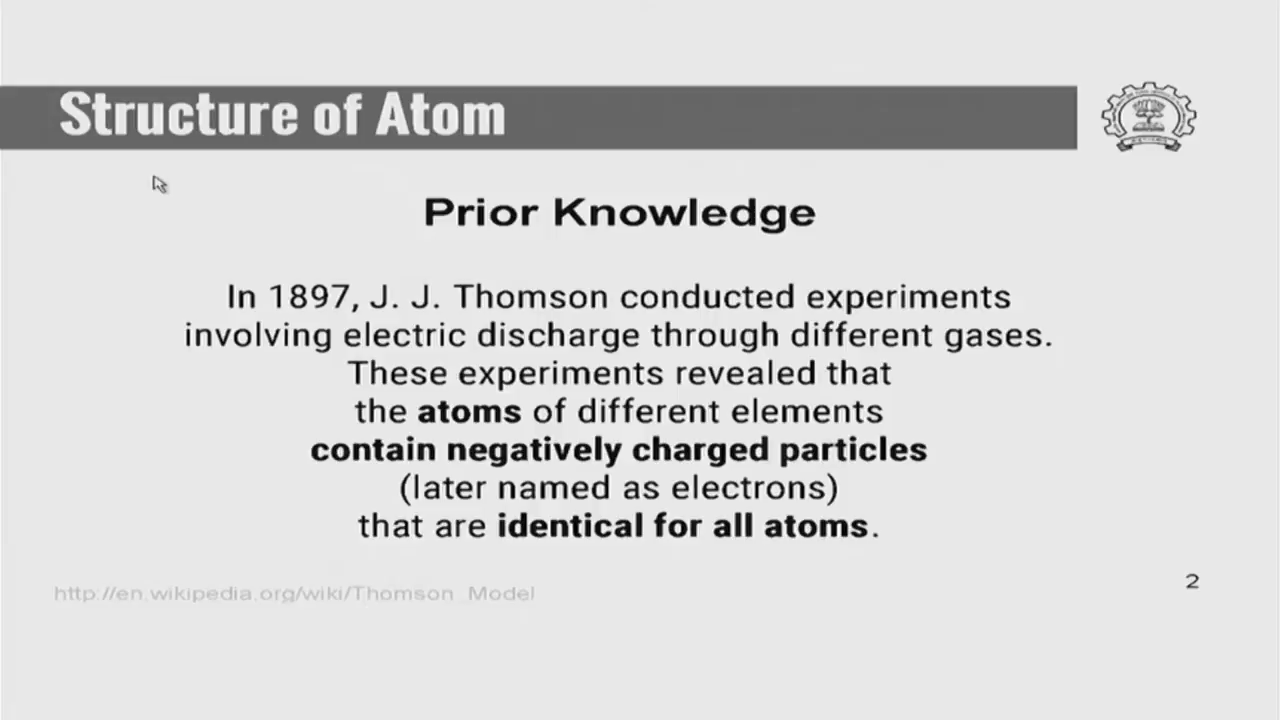 Structure of Atom
Prior Knowledge
In 1897, J. J. Thomson conducted experiments
involving electric discharge through different gases.
These experiments revealed that
the atoms of different elements
contain negatively charged particles
(later named as electrons)
that are identical for all atoms.
http://en.wikipedia.org/wiki/Thomson_Model
2